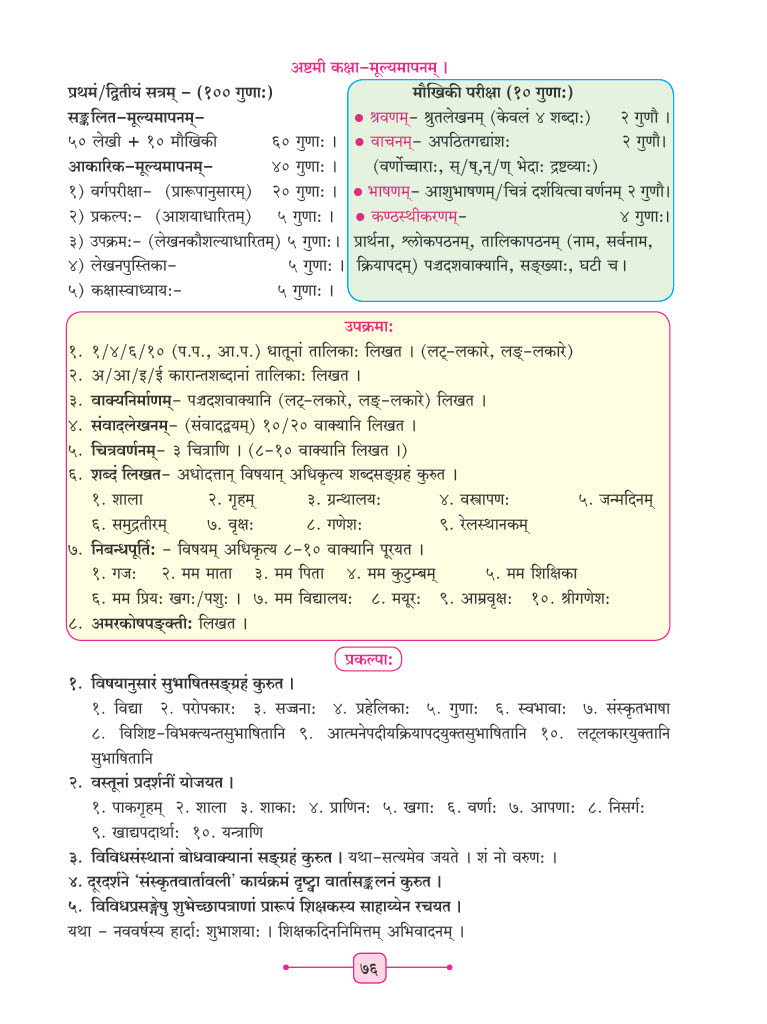 अष्टमी कक्षा–मूल्यमापनम् ।
प्रथमं/द्वितीयं सत्रम् – (१०० गुणाः)
सङ्कलित–मूल्यमापनम्–
५० लेखी + १० मौखिकी ६० गुणाः ।
आकारिक–मूल्यमापनम्– ४० गुणाः ।
१) वर्गपरीक्षा– (प्रारूपानुसारम्) २० गुणाः ।
२) प्रकल्पः– (आशयाधारितम्) ५ गुणाः ।
३) उपक्रमः– (लेखनकौशल्याधारितम्) ५ गुणाः ।
४) लेखनपुस्तिका– ५ गुणाः ।
५) कक्षास्वाध्यायः– ५ गुणाः ।
मौखिकी परीक्षा (१० गुणाः)
● श्रवणम्– श्रुतलेखनम् (केवलं ४ शब्दाः) २ गुणौ ।
● वाचनम्– अपठितगद्यांशः २ गुणौ।
(वर्णोच्चाराः, स्/ष्,न्/ण् भेदाः द्रष्टव्याः)
● भाषणम्– आशुभाषणम्/चित्रं दर्शयित्वा वर्णनम् २ गुणौ।
● कण्ठस्थीकरणम्– ४ गुणाः।
प्रार्थना, श्लोकपठनम्, तालिकापठनम् (नाम, सर्वनाम,
क्रियापदम्) पञ्चदशवाक्यानि, सङ्ख्याः, घटी च।
उपक्रमाः
१. १/४/६/१० (प.प., आ.प.) धातूनां तालिकाः लिखत । (लट्–लकारे, लङ्–लकारे)
२. अ/आ/इ/ई कारान्तशब्दानां तालिकाः लिखत ।
३. वाक्यनिर्माणम्– पञ्चदशवाक्यानि (लट्–लकारे, लङ्–लकारे) लिखत ।
४. संवादलेखनम्– (संवादद्वयम्) १०/२० वाक्यानि लिखत ।
५. चित्रवर्णनम्– ३ चित्राणि । (८–१० वाक्यानि लिखत ।)
६. शब्दं लिखत– अधोदत्तान् विषयान् अधिकृत्य शब्दसङ्ग्रहं कुरुत ।
१. शाला २. गृहम् ३. ग्रन्थालयः ४. वस्त्रापणः ५. जन्मदिनम्
६. समुद्रतीरम् ७. वृक्षः ८. गणेशः ९. रेलस्थानकम्
७. निबन्धपूर्तिः – विषयम् अधिकृत्य ८–१० वाक्यानि पूरयत ।
१. गजः २. मम माता ३. मम पिता ४. मम कुटुम्बम् ५. मम शिक्षिका
६. मम प्रियः खगः/पशुः । ७. मम विद्यालयः ८. मयूरः ९. आम्रवृक्षः १०. श्रीगणेशः
८. अमरकोषपङ्क्तीः लिखत ।
प्रकल्पाः
१. विषयानुसारं सुभाषितसङ्ग्रहं कुरुत ।
१. विद्या २. परोपकारः ३. सज्जनाः ४. प्रहेलिकाः ५. गुणाः ६. स्वभावाः ७. संस्कृतभाषा
८. विशिष्ट–विभक्त्यन्तसुभाषितानि ९. आत्मनेपदीयक्रियापदयुक्तसुभाषितानि १०. लट्लकारयुक्तानि
सुभाषितानि
२. वस्तूनां प्रदर्शनीं योजयत ।
१. पाकगृहम् २. शाला ३. शाकाः ४. प्राणिनः ५. खगाः ६. वर्णाः ७. आपणाः ८. निसर्गः
९. खाद्यपदार्थाः १०. यन्त्राणि
३. विविधसंस्थानां बोधवाक्यानां सङ्ग्रहं कुरुत । यथा–सत्यमेव जयते । शं नो वरुणः ।
४. दूरदर्शने ‘संस्कृतवार्तावली’ कार्यक्रमं दृष्ट्वा वार्तासङ्कलनं कुरुत ।
५. विविधप्रसङ्गेषु शुभेच्छापत्राणां प्रारूपं शिक्षकस्य साहाय्येन रचयत ।
यथा – नववर्षस्य हार्दाः शुभाशयाः । शिक्षकदिननिमित्तम् अभिवादनम् ।
७६